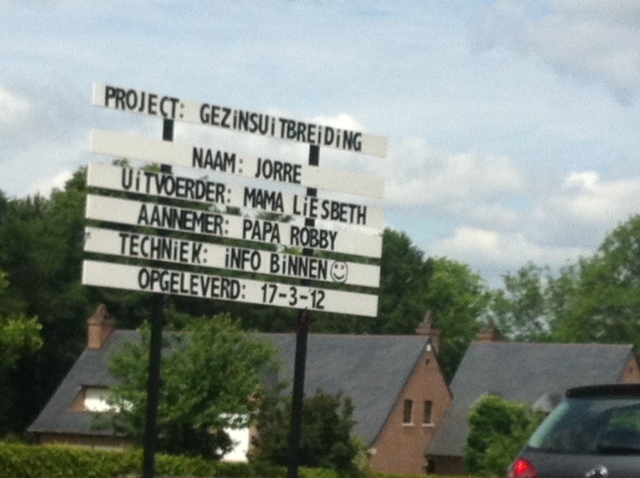 PROJECT: GEZiNSUiTBREiDiNG
NAAM: JORRE
UiTVOERDER: MAMA LiESBETH
AANNEMER: PAPA ROBBY
TECHNiEK: iNFO BiNNEN☺
OPGELEVERD: 17-3-12